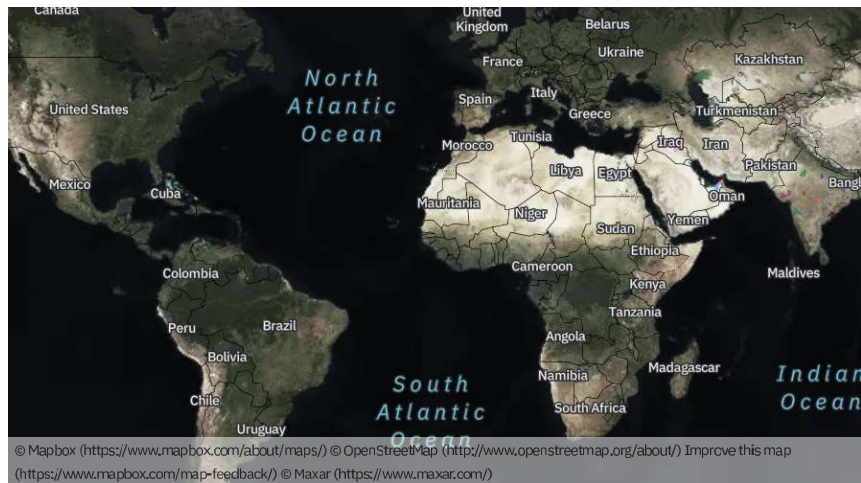 Canada
United
Kingdom
Belarus
Ukraine
France
Kazakhstan
North
Atlantic
Ocean
Italy
Spain
Greece
Turkmenistan
United States
Tunisia
Morocco
Iraq
Iran
Pakistan
Libya
Egypt
Mexico
Cuba
Bangl
Oman
Mauritania
Niger
Yemen
Sudan
Ethiopia
Cameroon
Maldives
Colombia
Kenya
Tanzania
Peru
Brazil
Angola
Bolivia
Madagascar
Namibia
Indian
Ocean
South
Atlantic
Ocean
Chile
South Africa
Uruguay
© Mapbox (https://www.mapbox.com/about/maps/) © OpenStreetMap (http://www.openstreetmap.org/about/) Improve this map
(https://www.mapbox.com/map-feedback/) © Maxar (https://www.maxar.com/)